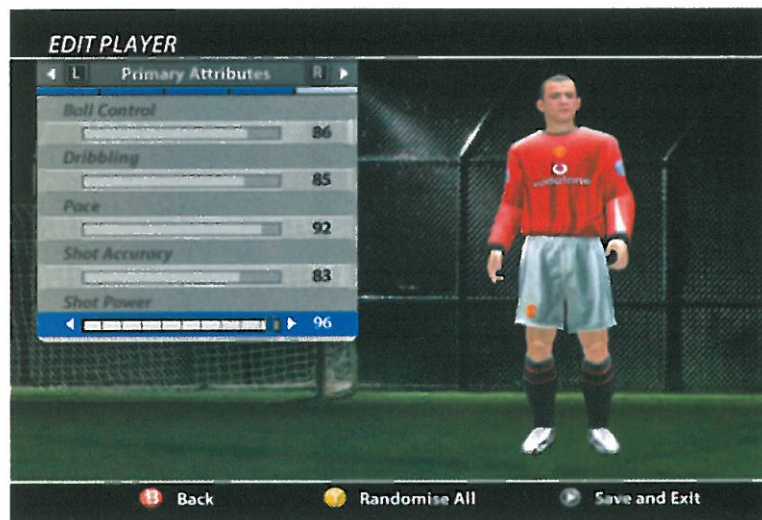 EDIT PLAYER
L Primary Attributes R
Ball Control
86
Dribbling
85
Pace
92
Shot Accuracy
83
Shot Power
96
vodafone
B Back Y Randomise All Save and Exit